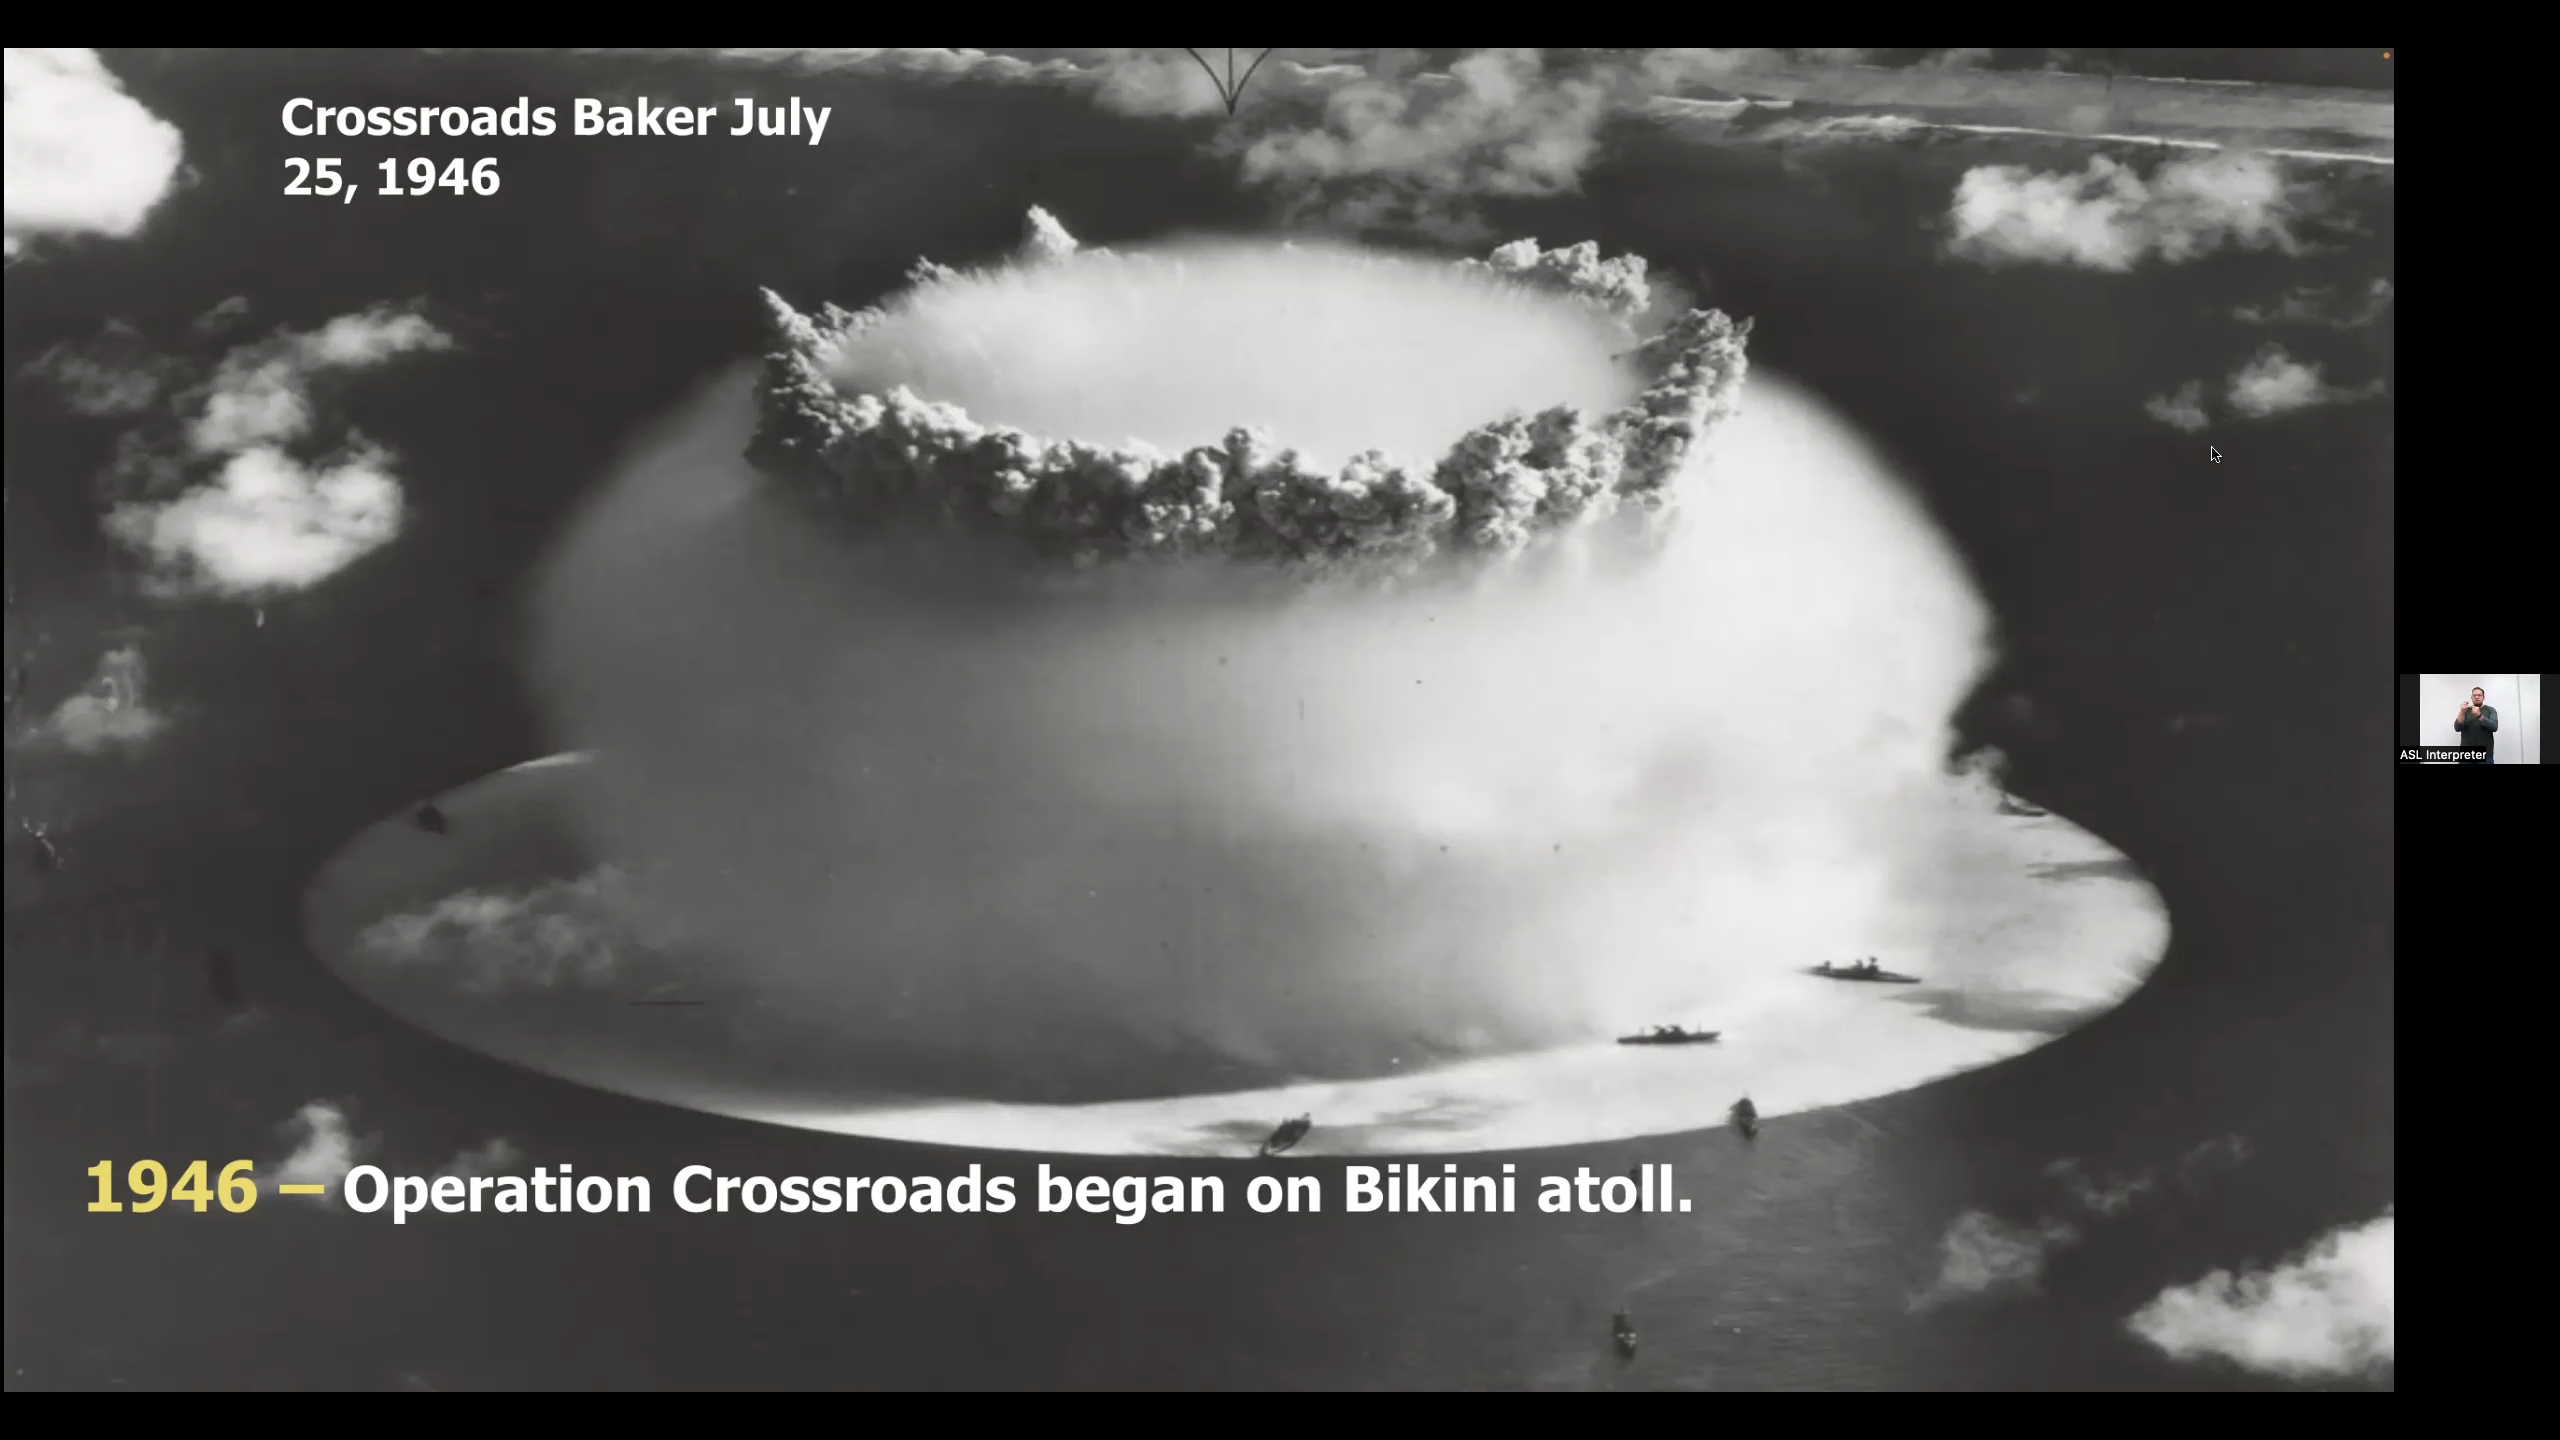 Crossroads Baker July
25, 1946
ASL Interpreter
1946 – Operation Crossroads began on Bikini atoll.